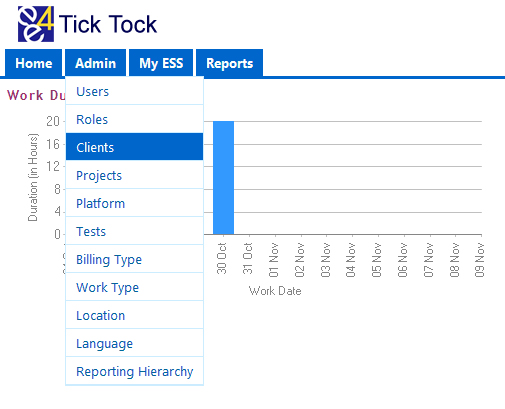 e4e Tick Tock
Home Admin My ESS Reports
Work Du
Users
Roles
Clients
Projects
Platform
Tests
Billing Type
Work Type
Location
Language
Reporting Hierarchy
Duration (in Hours)
20
16
12
8
4
0
30 Oct
31 Oct
01 Nov
02 Nov
03 Nov
04 Nov
05 Nov
06 Nov
07 Nov
08 Nov
09 Nov
Work Date